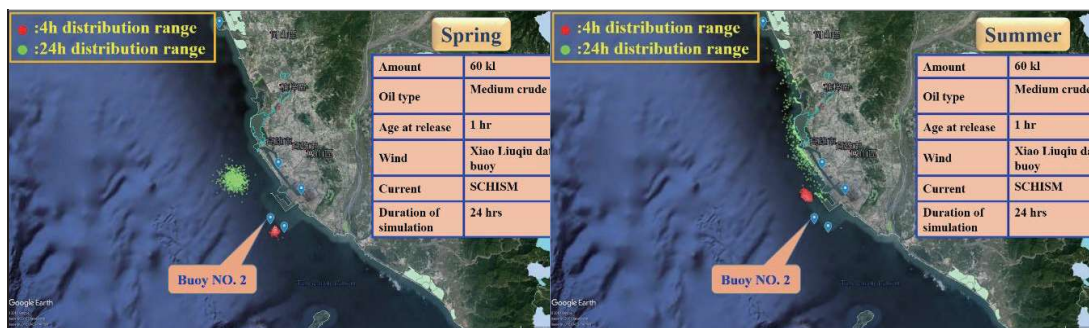 :4h distribution range
:24h distribution range
Spring
Amount 60 kl
Oil type Medium crude
Age at release 1 hr
Wind Xiao Liuqiu dat
buoy
Current SCHISM
Duration of 24 hrs
simulation
Buoy NO. 2
Google Earth
:4h distribution range
:24h distribution range
Summer
Amount 60 kl
Oil type Medium crude
Age at release 1 hr
Wind Xiao Liuqiu dat
buoy
Current SCHISM
Duration of 24 hrs
simulation
Buoy NO. 2
Google Earth